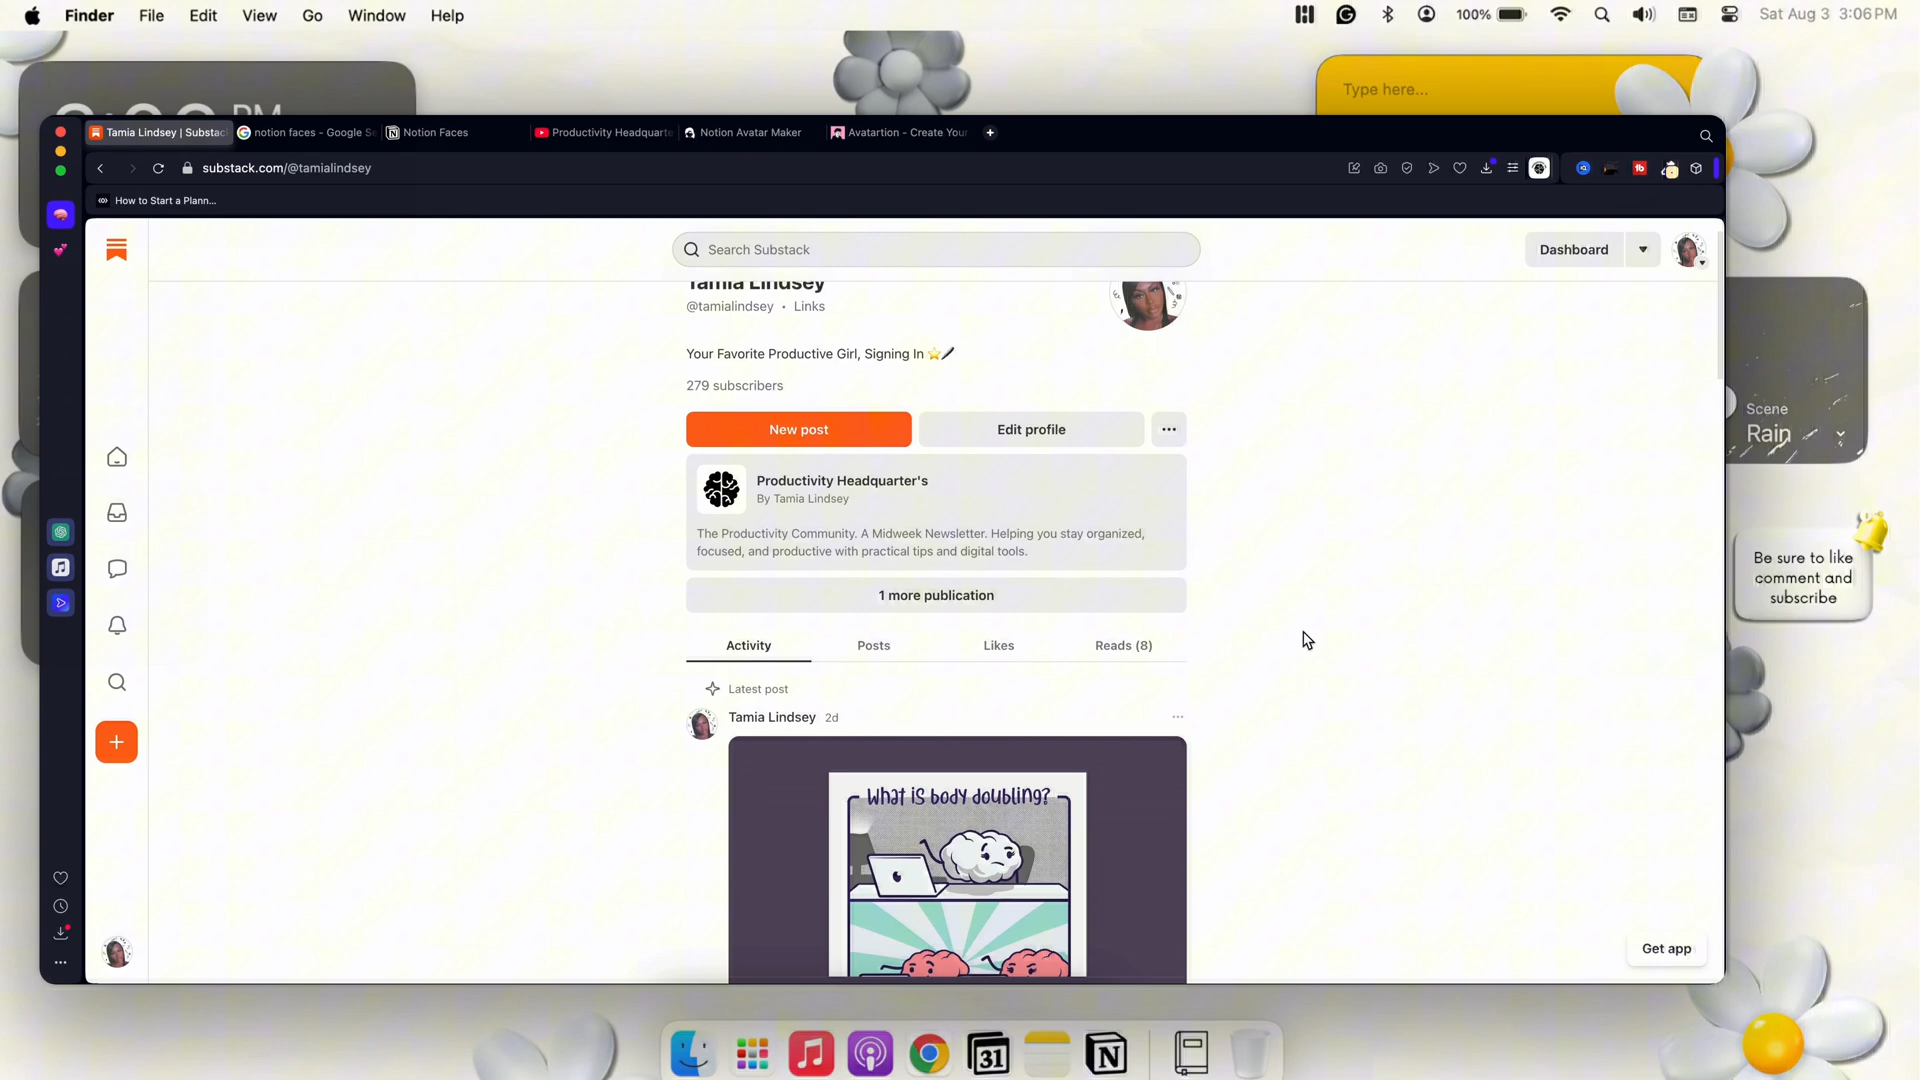 Finder File Edit View Go Window Help
100%
Sat Aug 3 3:06 PM
PM
Type here...
Tamia Lindsey | Substac
notion faces - Google Se
Notion Faces
Productivity Headquarte
Notion Avatar Maker
Avatartion - Create Your
substack.com/@tamialindsey
How to Start a Plann...
Search Substack
Dashboard
Tamia Lindsey
@tamialindsey • Links
Your Favorite Productive Girl, Signing In
279 subscribers
New post
Edit profile
Productivity Headquarter's
By Tamia Lindsey
The Productivity Community. A Midweek Newsletter. Helping you stay organized,
focused, and productive with practical tips and digital tools.
1 more publication
Activity
Posts
Likes
Reads (8)
Latest post
Tamia Lindsey 2d
What is body doubling?
Get app
Scene
Rain
Be sure to like
comment and
subscribe
31